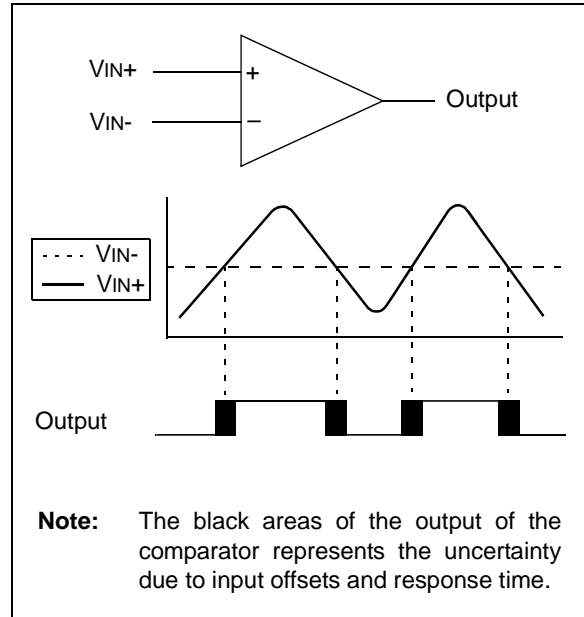 VIN+
+
Output
VIN-
–
VIN-
VIN+
Output
Note: The black areas of the output of the
comparator represents the uncertainty
due to input offsets and response time.